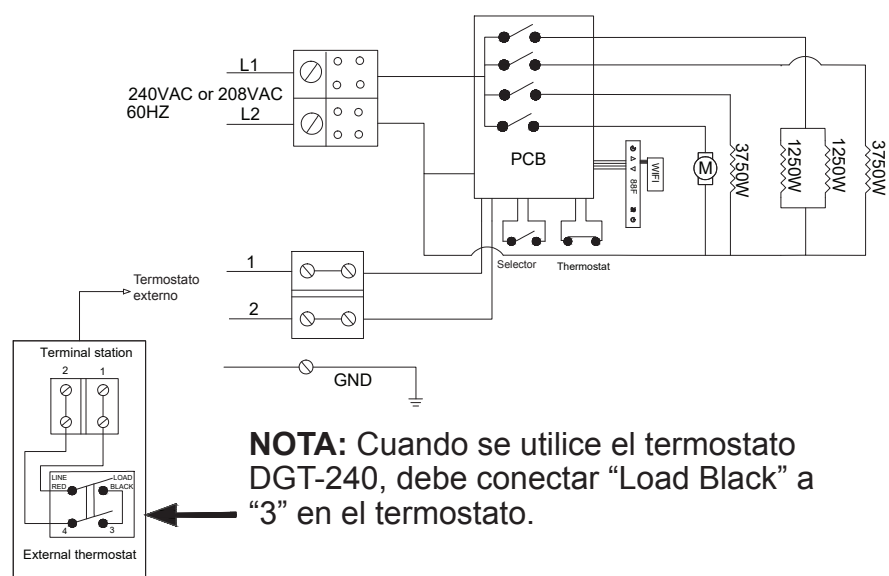 L1
240VAC or 208VAC
60HZ
L2
PCB
WIFI
88F
M
3750W
1250W
1250W
3750W
Selector
Thermostat
Termostato
externo
1
2
GND
Terminal station
2
1
LINE
RED
LOAD
BLACK
4
3
External thermostat
NOTA: Cuando se utilice el termostato
DGT-240, debe conectar “Load Black” a
“3” en el termostato.